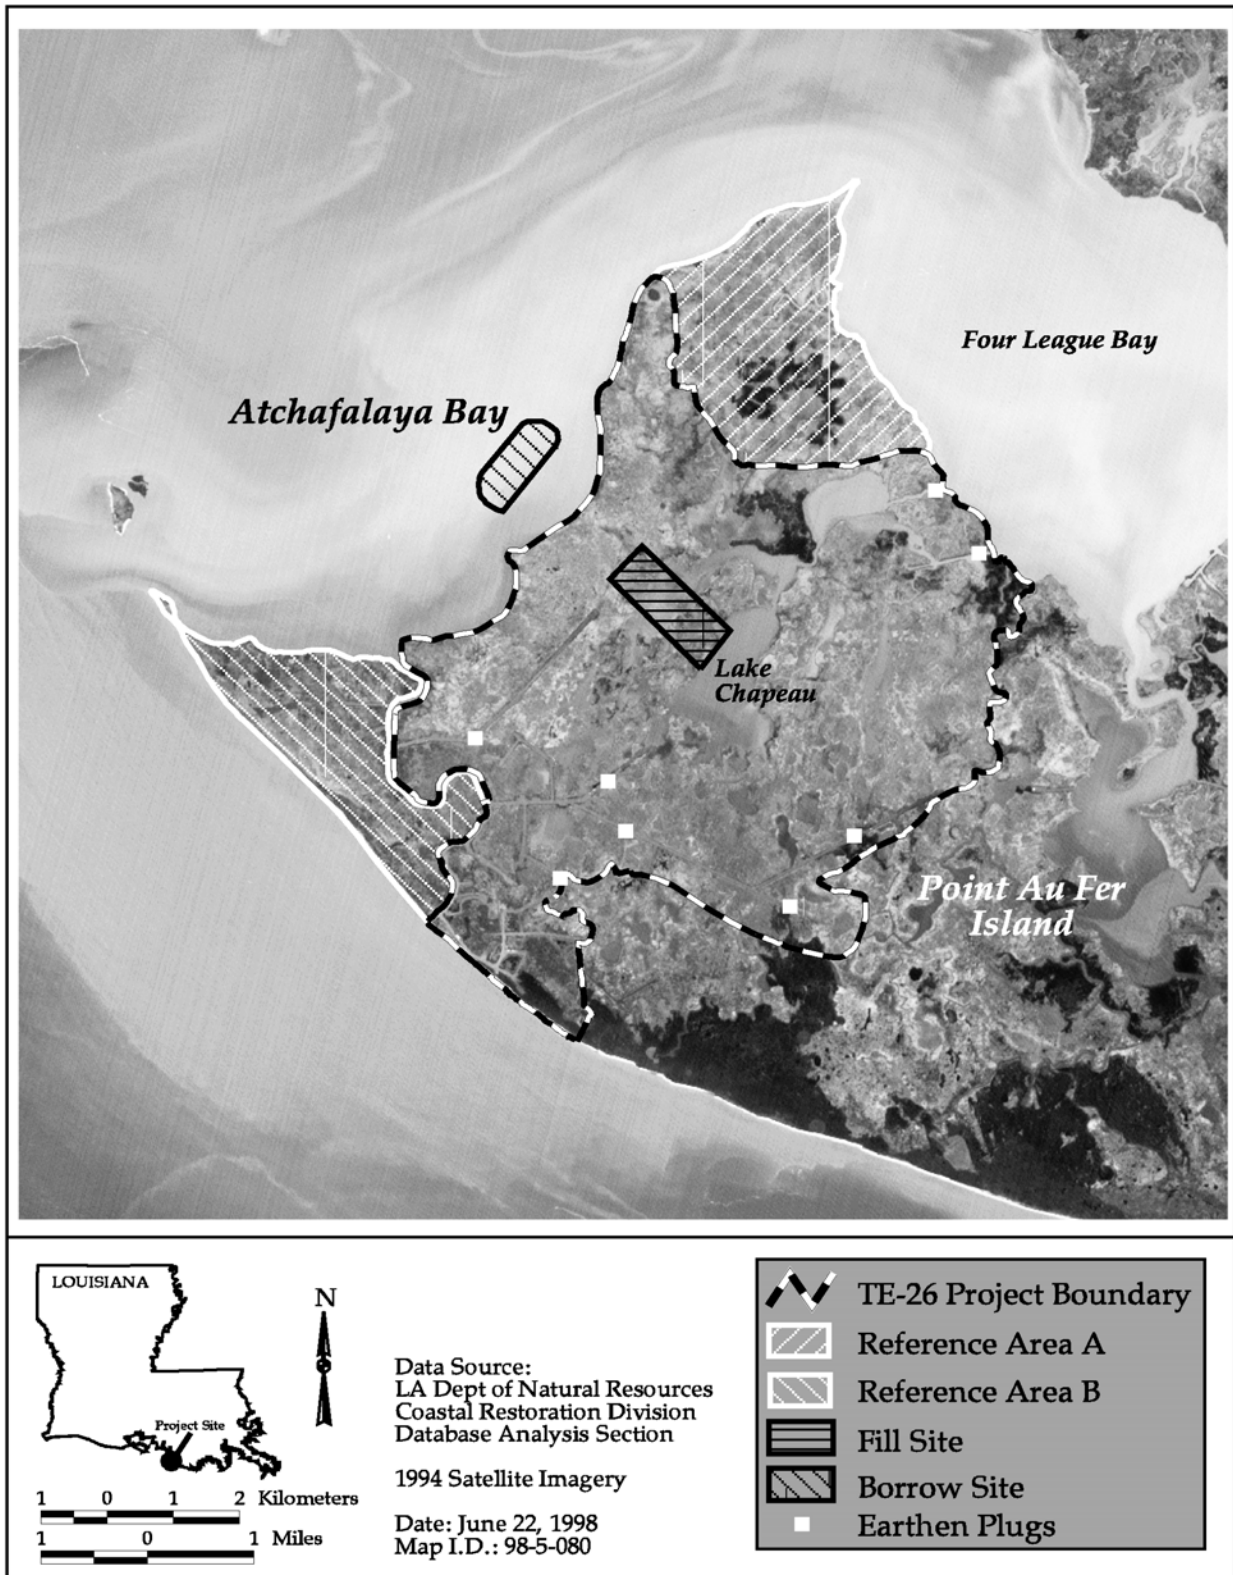 Four League Bay
Atchafalaya Bay
Lake
Chapeau
Point Au Fer
Island
LOUISIANA
Project Site
N
1 0 1 2 Kilometers
1 0 1 Miles
Data Source:
LA Dept of Natural Resources
Coastal Restoration Division
Database Analysis Section
1994 Satellite Imagery
Date: June 22, 1998
Map I.D.: 98-5-080
TE-26 Project Boundary
Reference Area A
Reference Area B
Fill Site
Borrow Site
Earthen Plugs